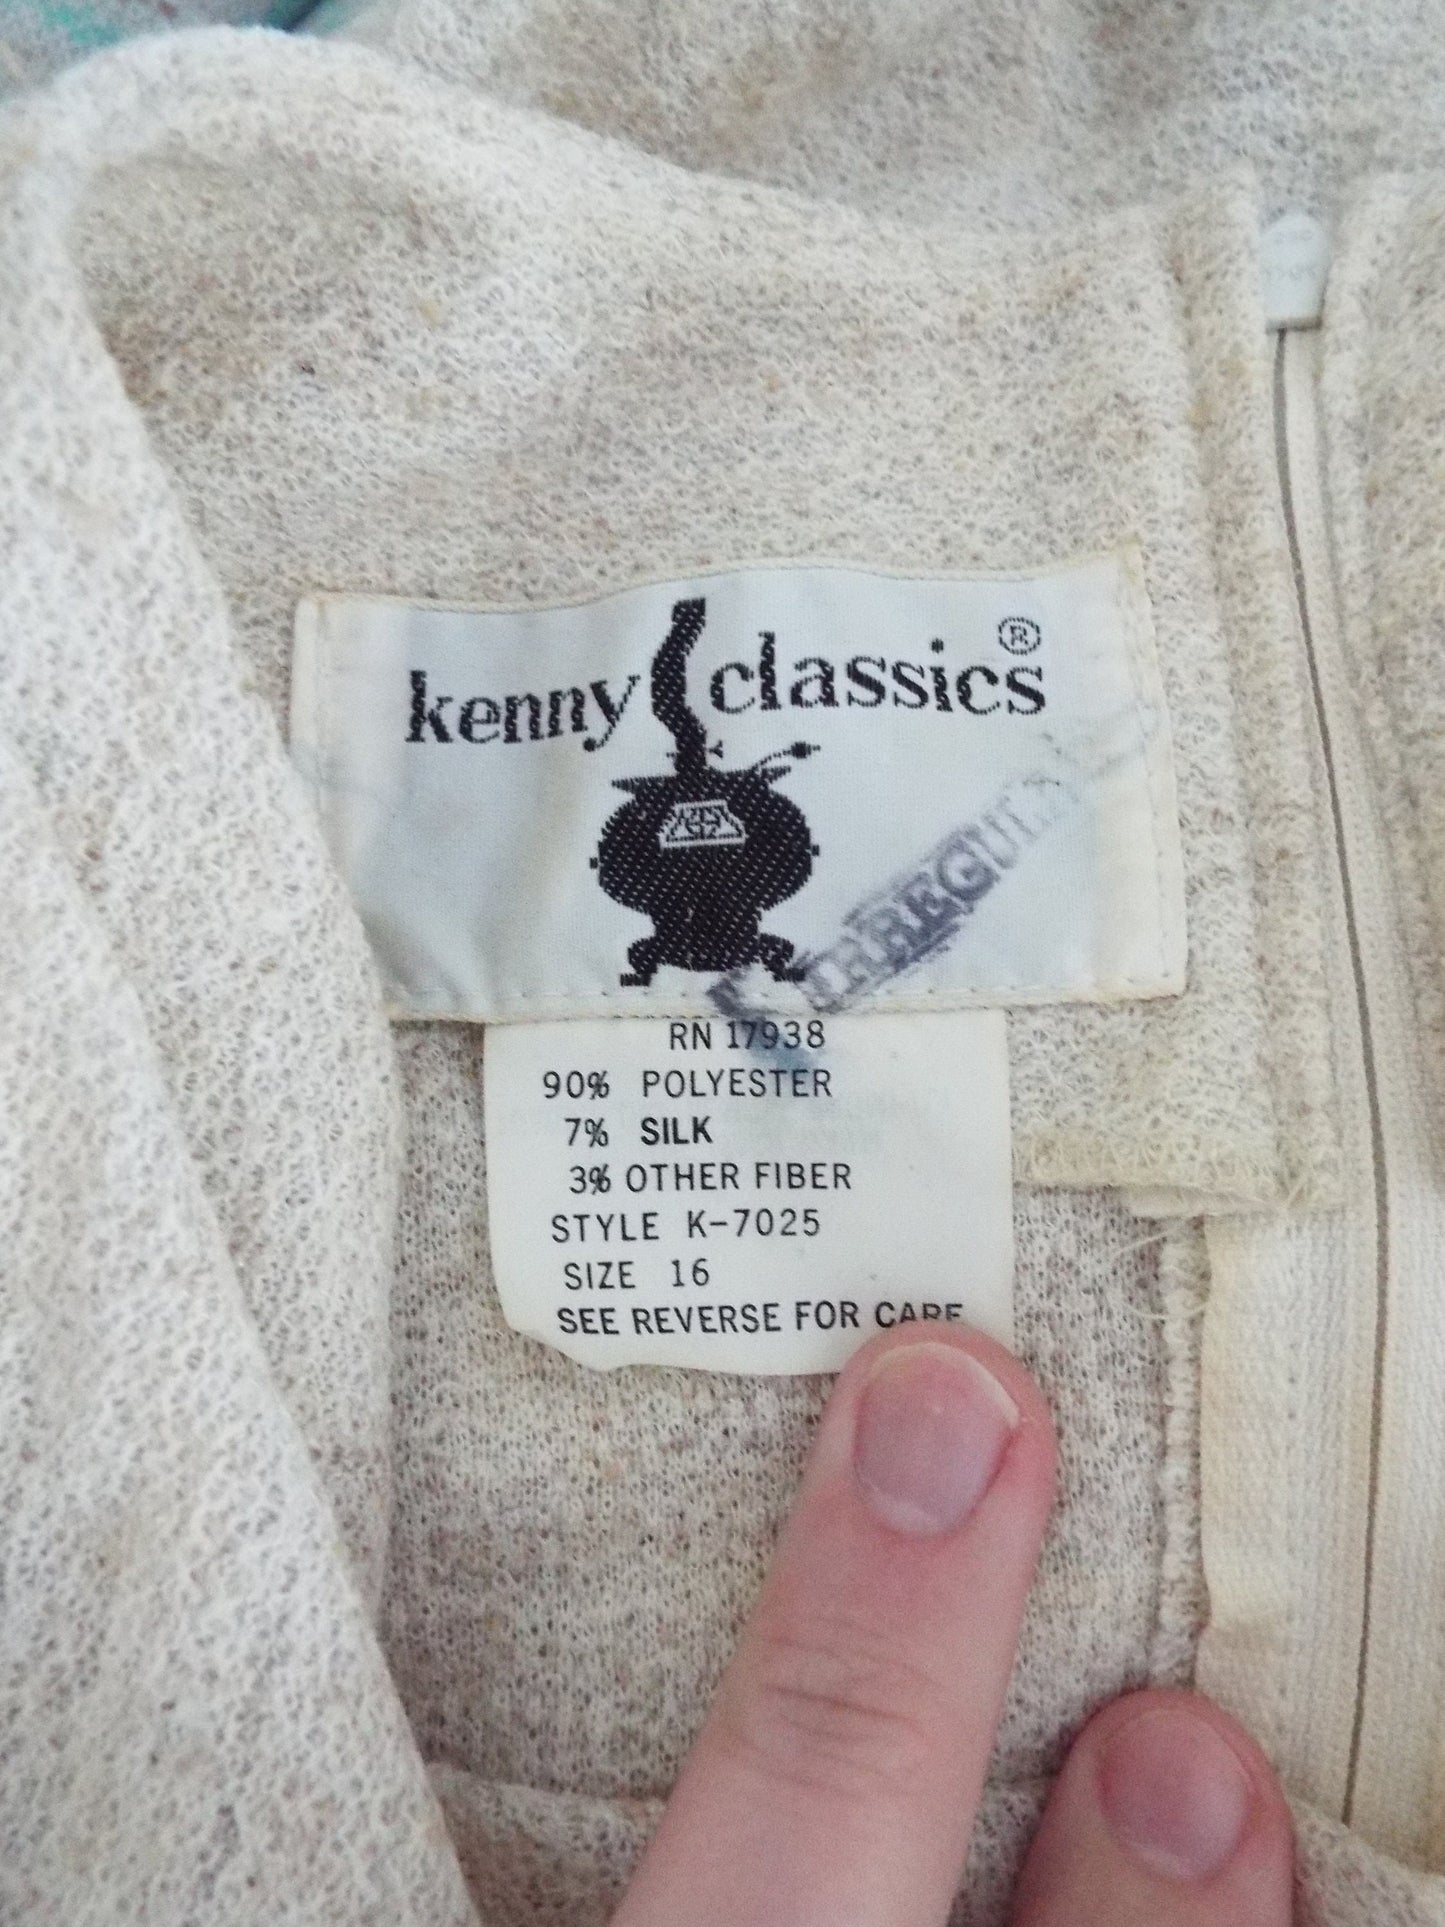 kenny classics ®
IRREGULAR
RN 17938
90% POLYESTER
7% SILK
3% OTHER FIBER
STYLE K-7025
SIZE 16
SEE REVERSE FOR CARE